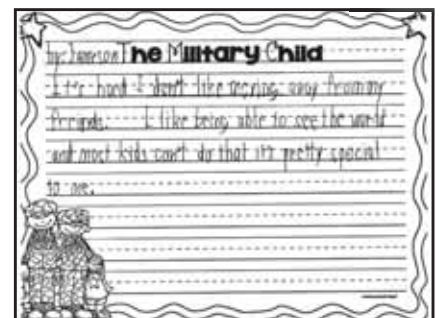 by: Jameson The Military Child
It's hard I don't like moving away from my
friends. I like being able to see the world
and most kids can't do that it's pretty special
to me.